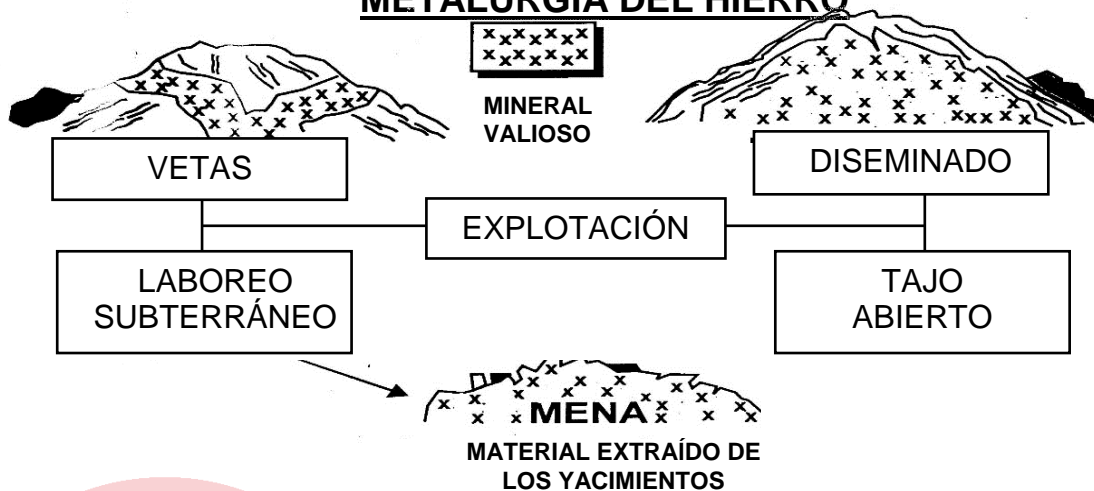 METALURGIA DEL HIERRO
MINERAL
VALIOSO
VETAS
DISEMINADO
EXPLOTACIÓN
LABOREO
SUBTERRÁNEO
TAJO
ABIERTO
MENA
MATERIAL EXTRAÍDO DE
LOS YACIMIENTOS